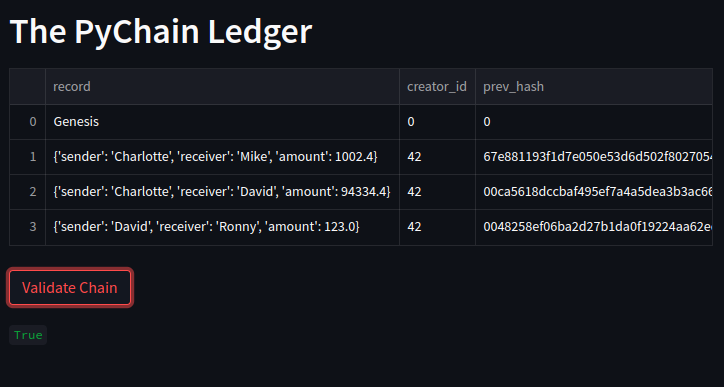 The PyChain Ledger
record creator_id prev_hash
0 Genesis 0 0
1 {'sender': 'Charlotte', 'receiver': 'Mike', 'amount': 1002.4} 42 67e881193f1d7e050e53d6d502f8027054
2 {'sender': 'Charlotte', 'receiver': 'David', 'amount': 94334.4} 42 00ca5618dccbaf495ef7a4a5dea3b3ac66
3 {'sender': 'David', 'receiver': 'Ronny', 'amount': 123.0} 42 0048258ef06ba2d27b1da0f19224aa62e
Validate Chain
True